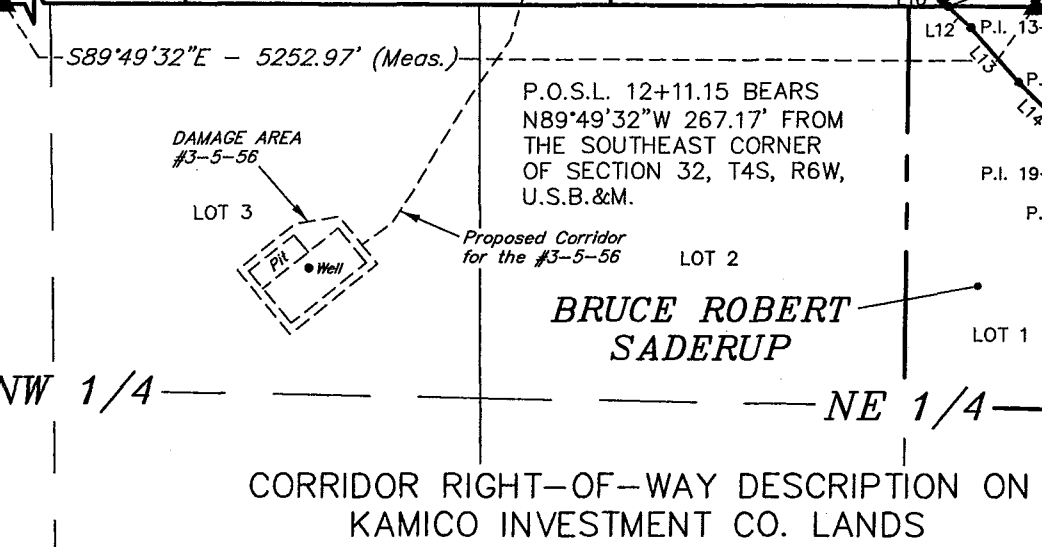 L12
P.I. 13-
S89°49'32"E - 5252.97' (Meas.)
L13
P.
L14
P.O.S.L. 12+11.15 BEARS
N89°49'32"W 267.17' FROM
THE SOUTHEAST CORNER
OF SECTION 32, T4S, R6W,
U.S.B.&M.
DAMAGE AREA
#3-5-56
P.I. 19-
P.
LOT 3
Proposed Corridor
for the #3-5-56
Pit
Well
LOT 2
BRUCE ROBERT
SADERUP
LOT 1
NW 1/4
NE 1/4
CORRIDOR RIGHT-OF-WAY DESCRIPTION ON
KAMICO INVESTMENT CO. LANDS